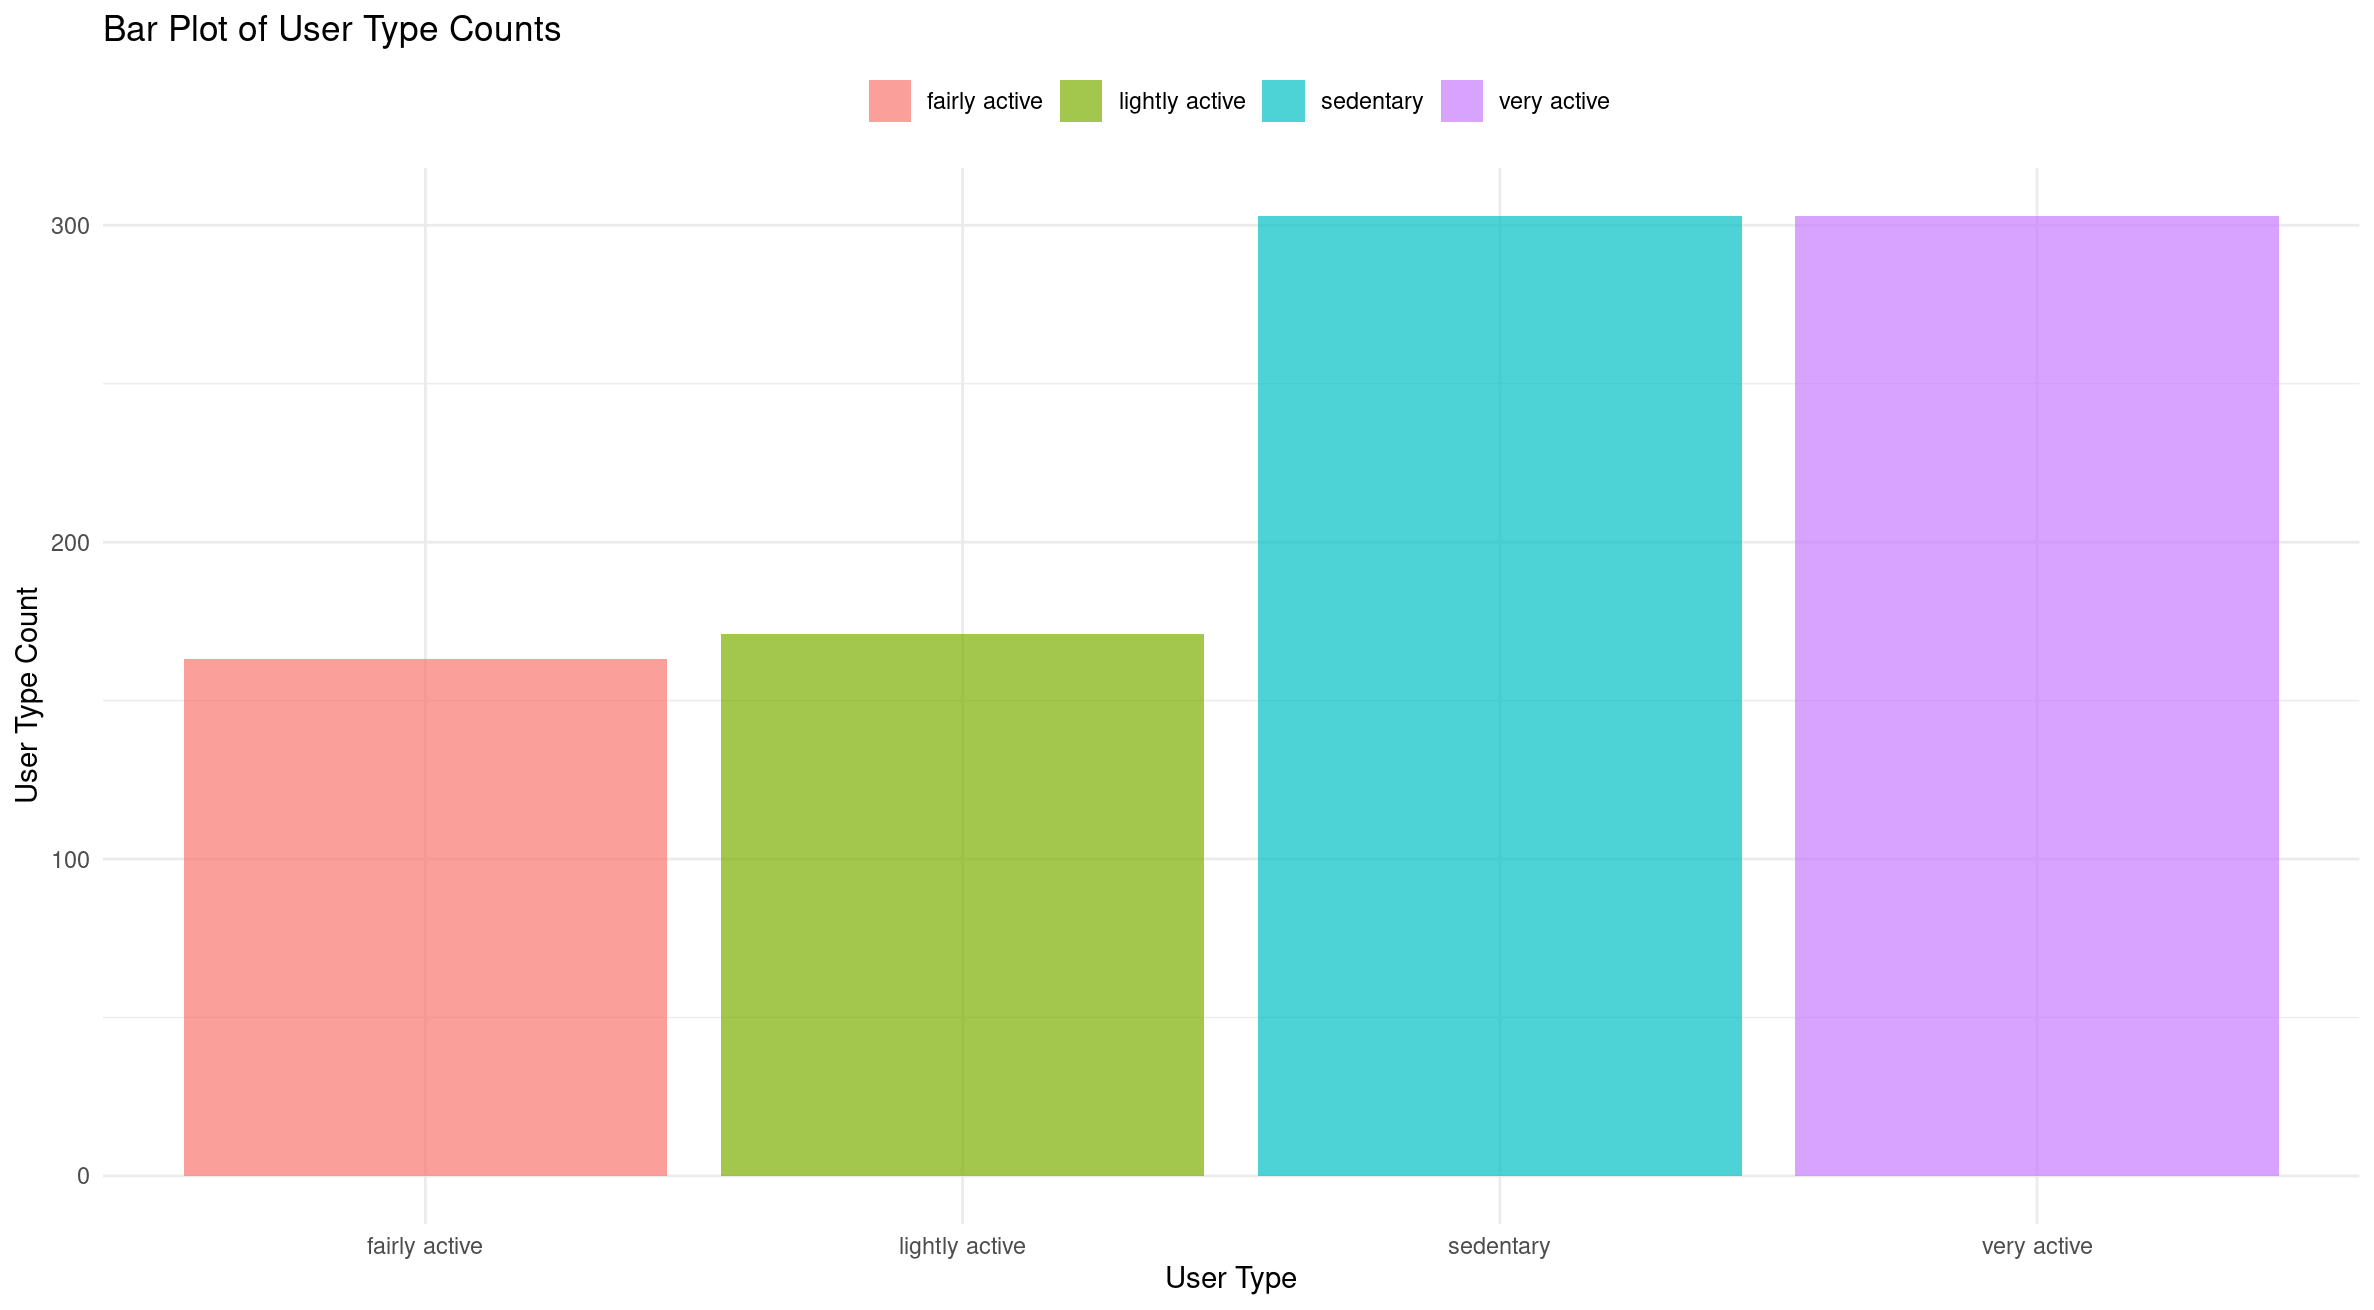 Bar Plot of User Type Counts
fairly active lightly active sedentary very active
300
200
100
0
User Type Count
fairly active lightly active sedentary very active
User Type